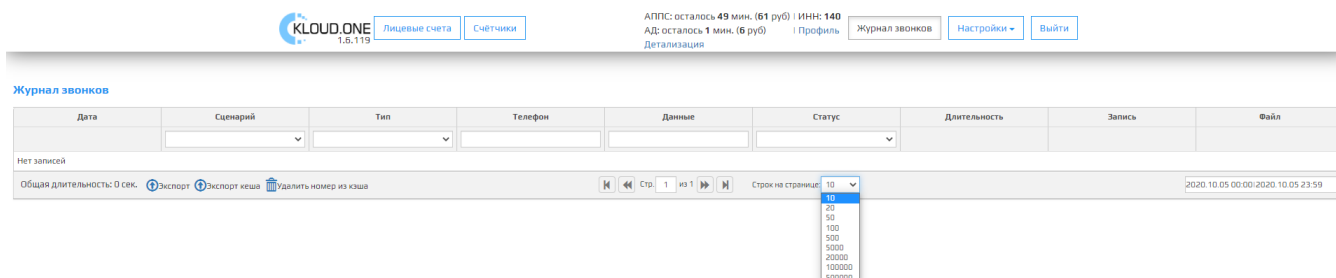 KLOUD.ONE
1.6.119
Лицевые счета
Счётчики
АППС: осталось 49 мин. (61 руб) | ИНН: 140
АД: осталось 1 мин. (6 руб) | Профиль
Детализация
Журнал звонков
Настройки
Выйти
Журнал звонков
Дата Сценарий Тип Телефон Данные Статус Длительность Запись Файл
Нет записей
Общая длительность: 0 сек. Экспорт Экспорт кеша Удалить номер из кэша
Стр. 1 из 1
Строк на странице: 10
2020.10.05 00:00 2020.10.05 23:59
10
20
50
100
500
5000
20000
100000
500000